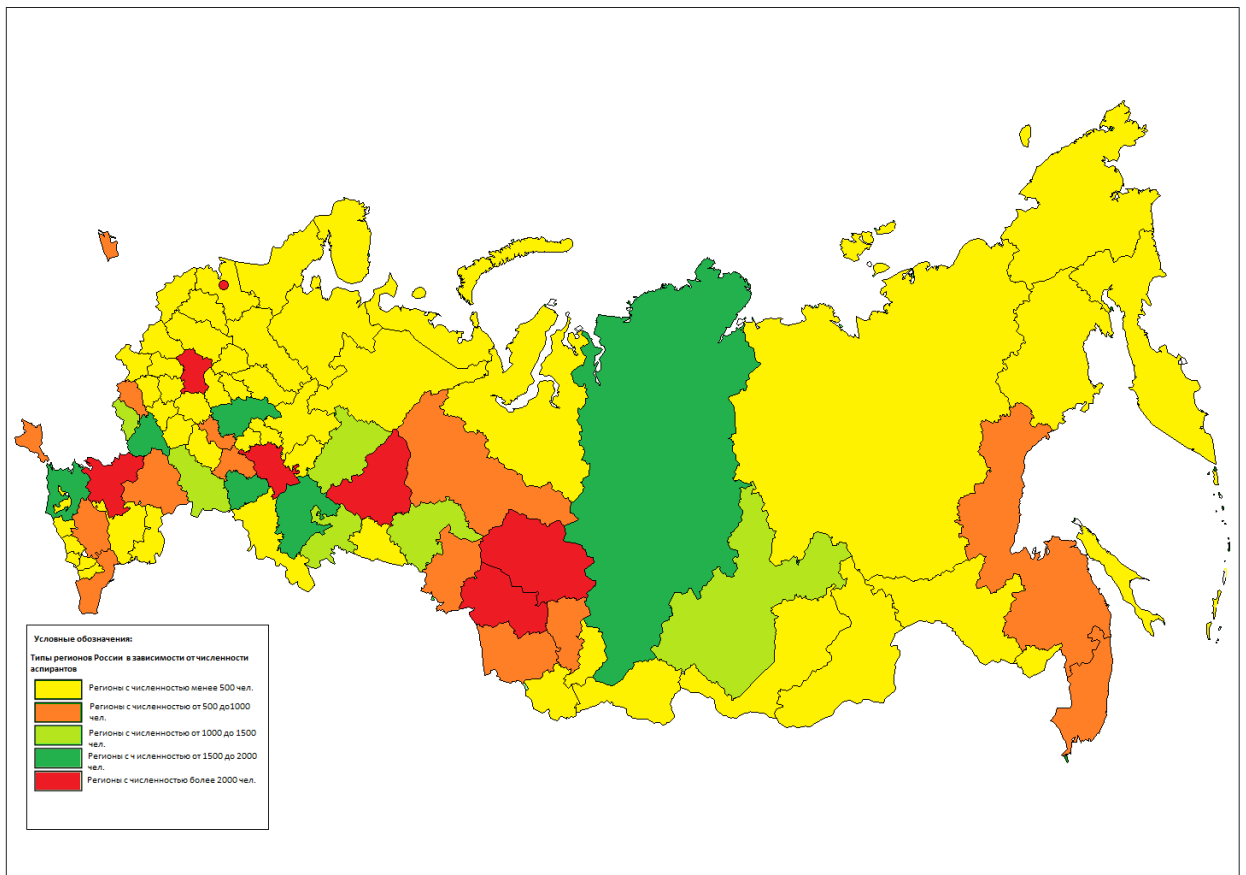 Условные обозначения:
Типы регионов России в зависимости от численности
аспирантов
Регионы с численностью менее 500 чел.
Регионы с численностью от 500 до1000
чел.
Регионы с численностью от 1000 до 1500
чел.
Регионы с ч исленностью от 1500 до 2000
чел.
Регионы с численностью более 2000 чел.